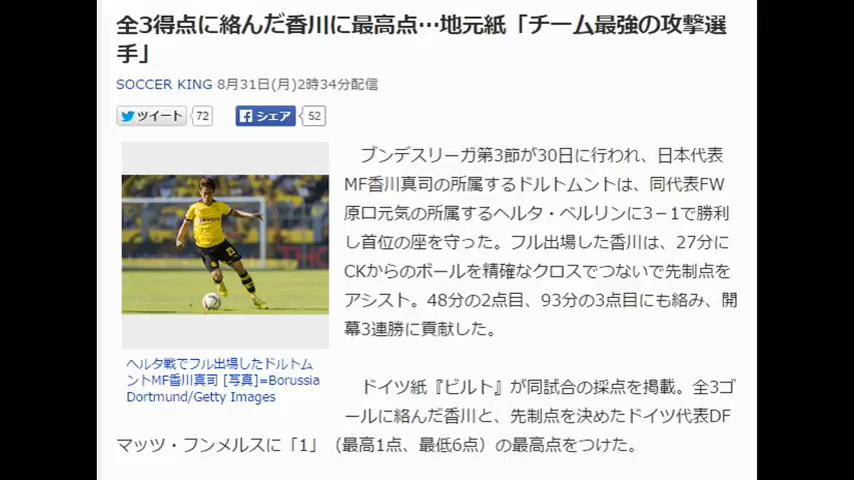 全3得点に絡んだ香川に最高点…地元紙「チーム最強の攻撃選
手」
SOCCER KING 8月31日(月)2時34分配信
ツイート 72 シェア 52
ブンデスリーガ第3節が30日に行われ、日本代表
MF香川真司の所属するドルトムントは、同代表FW
原口元気の所属するヘルタ・ベルリンに3－1で勝利
し首位の座を守った。フル出場した香川は、27分に
CKからのボールを精確なクロスでつないで先制点を
アシスト。48分の2点目、93分の3点目にも絡み、開
幕3連勝に貢献した。
ヘルタ戦でフル出場したドルトム
ントMF香川真司 [写真]=Borussia
Dortmund/Getty Images
ドイツ紙『ビルト』が同試合の採点を掲載。全3ゴ
ールに絡んだ香川と、先制点を決めたドイツ代表DF
マッツ・フンメルスに「1」（最高1点、最低6点）の最高点をつけた。